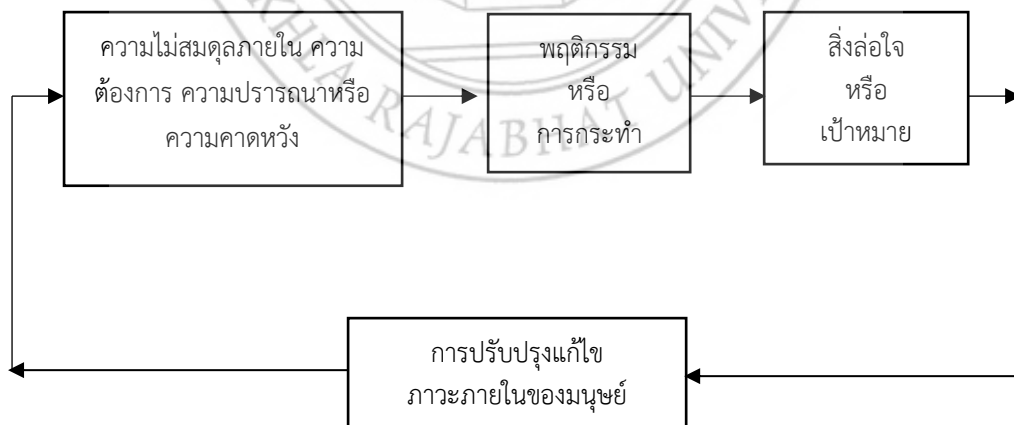 ความไม่สมดุลภายใน ความ
ต้องการ ความปรารถนาหรือ
ความคาดหวัง
พฤติกรรม
หรือ
การกระทำ
สิ่งล่อใจ
หรือ
เป้าหมาย
การปรับปรุงแก้ไข
ภาวะภายในของมนุษย์
RAJABHAT